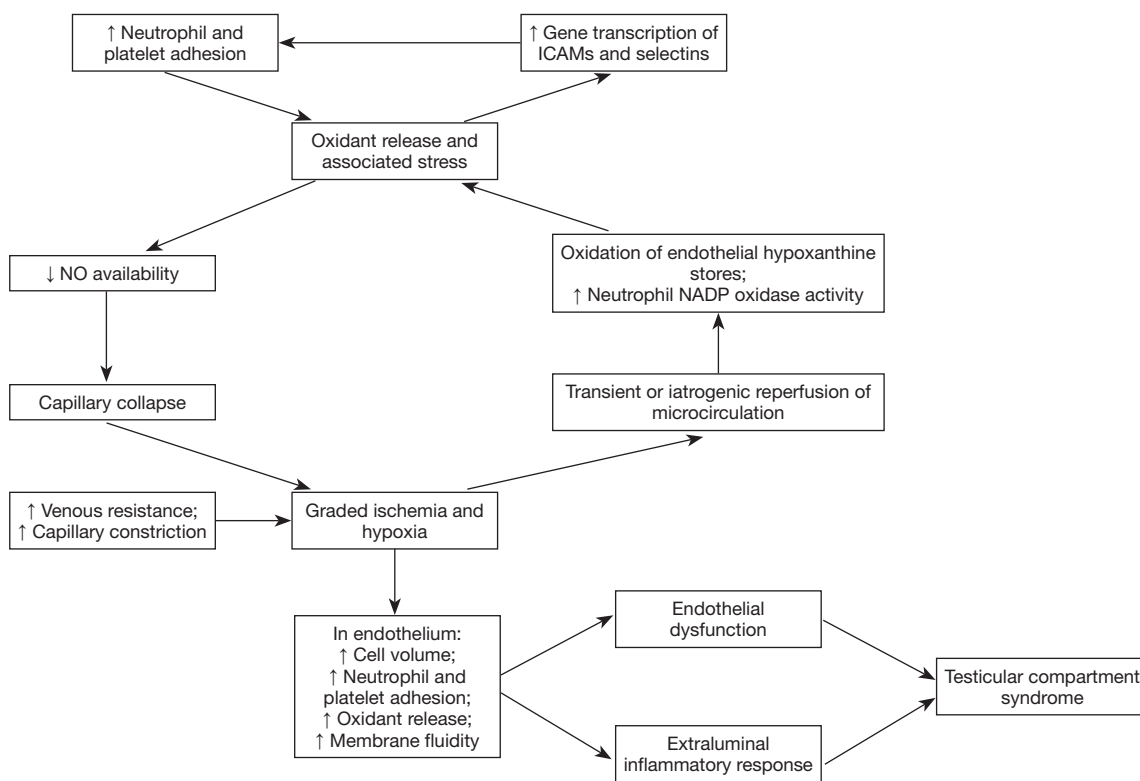 ↑ Neutrophil and
platelet adhesion
↑ Gene transcription of
ICAMs and selectins
Oxidant release and
associated stress
↓ NO availability
Oxidation of endothelial hypoxanthine
stores;
↑ Neutrophil NADP oxidase activity
Capillary collapse
Transient or iatrogenic reperfusion of
microcirculation
↑ Venous resistance;
↑ Capillary constriction
Graded ischemia and
hypoxia
In endothelium:
↑ Cell volume;
↑ Neutrophil and
platelet adhesion;
↑ Oxidant release;
↑ Membrane fluidity
Endothelial
dysfunction
Testicular compartment
syndrome
Extraluminal
inflammatory response